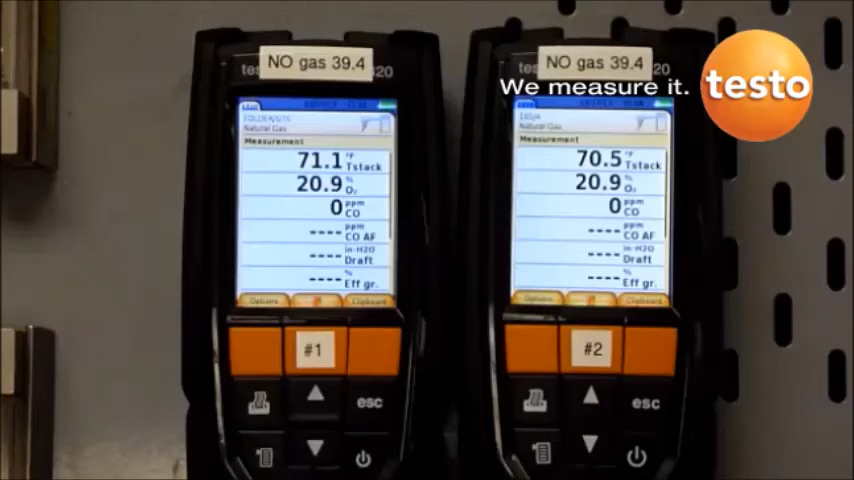 NO gas 39.4
Natural Gas
Measurement
71.1 °F Tstack
20.9 % O₂
0 ppm CO
---- ppm CO AF
---- in-H2O Draft
---- % Eff gr.
Options Clipboard
#1
esc
NO gas 39.4
Natural Gas
Measurement
70.5 °F Tstack
20.9 % O₂
0 ppm CO
---- ppm CO AF
---- in-H2O Draft
---- % Eff gr.
Options Clipboard
#2
esc
We measure it. testo